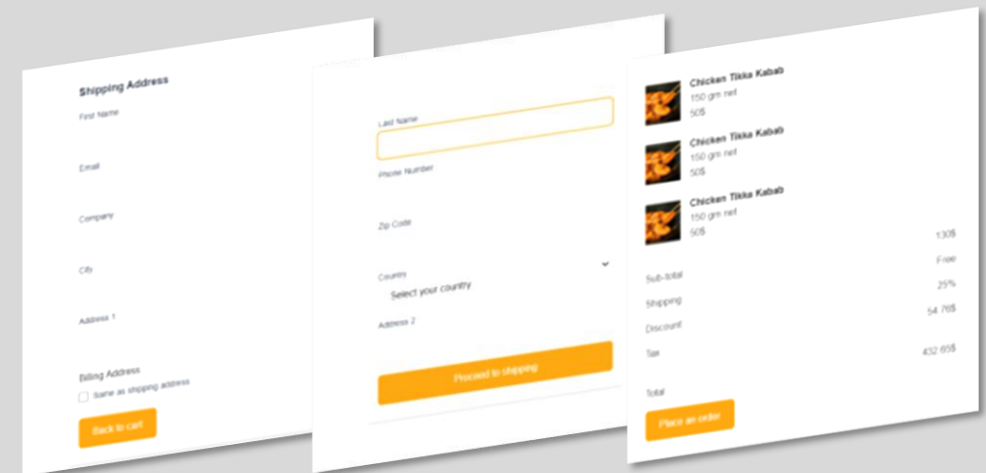 Shipping Address
First Name
Email
Company
City
Address 1
Billing Address
Same as shipping address
Back to cart
Last Name
Phone Number
Zip Code
Country
Select your country
Address 2
Proceed to shipping
Chicken Tikka Kabab
150 gm net
50$
Chicken Tikka Kabab
150 gm net
50$
Chicken Tikka Kabab
150 gm net
50$
Sub-total 130$
Shipping Free
Discount 25%
Tax 54.76$
Total 432.65$
Place an order